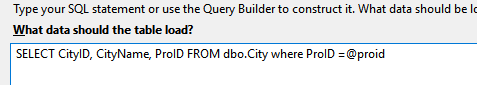 Type your SQL statement or use the Query Builder to construct it. What data should be lo
What data should the table load?
SELECT CityID, CityName, ProID FROM dbo.City where ProID =@proid